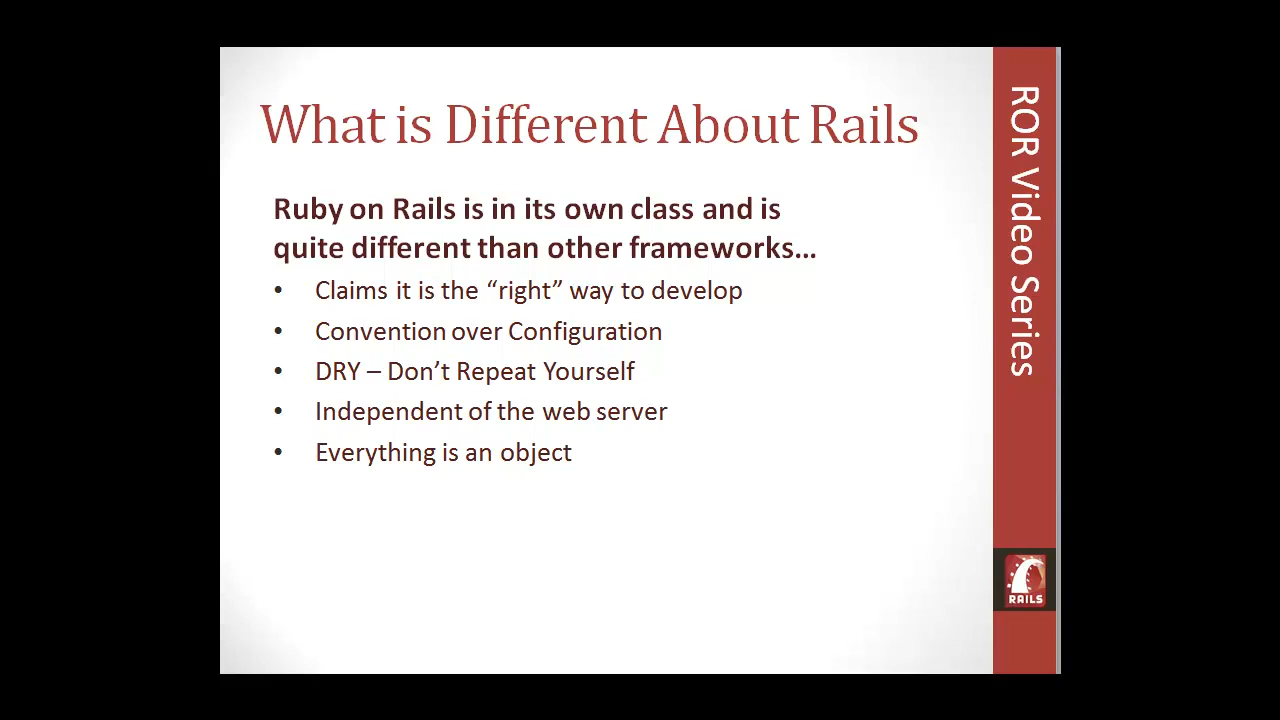 What is Different About Rails
Ruby on Rails is in its own class and is
quite different than other frameworks...
• Claims it is the “right” way to develop
• Convention over Configuration
• DRY – Don’t Repeat Yourself
• Independent of the web server
• Everything is an object
ROR Video Series
RAILS